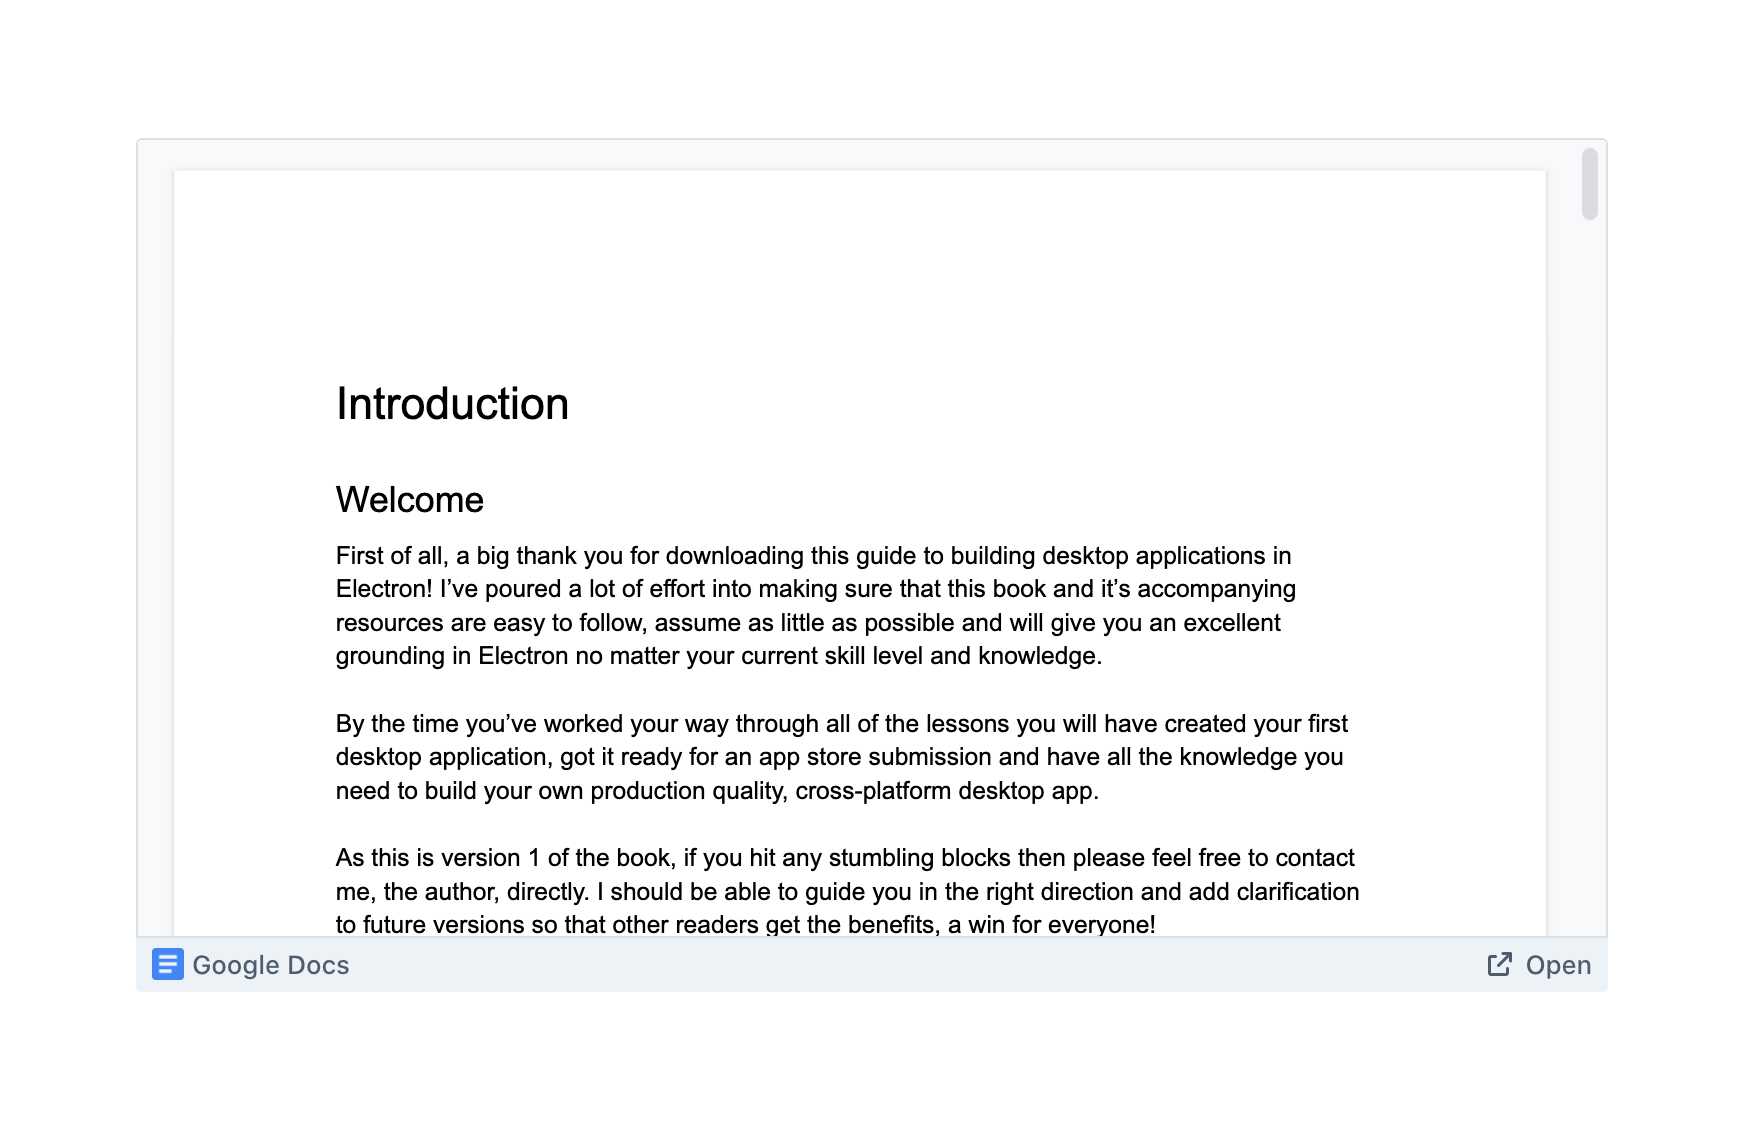 Introduction
Welcome
First of all, a big thank you for downloading this guide to building desktop applications in
Electron! I’ve poured a lot of effort into making sure that this book and it’s accompanying
resources are easy to follow, assume as little as possible and will give you an excellent
grounding in Electron no matter your current skill level and knowledge.
By the time you’ve worked your way through all of the lessons you will have created your first
desktop application, got it ready for an app store submission and have all the knowledge you
need to build your own production quality, cross-platform desktop app.
As this is version 1 of the book, if you hit any stumbling blocks then please feel free to contact
me, the author, directly. I should be able to guide you in the right direction and add clarification
to future versions so that other readers get the benefits, a win for everyone!
Google Docs
Open